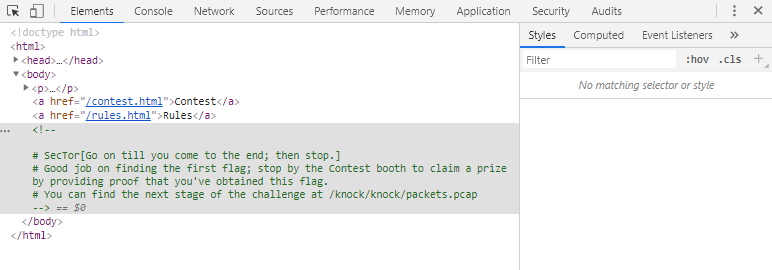 Elements Console Network Sources Performance Memory Application Security Audits
<!doctype html> Styles Computed Event Listeners »
<html>
<head>…</head> Filter :hov .cls +
<body>
<p>…</p> No matching selector or style
<a href="/contest.html">Contest</a>
<a href="/rules.html">Rules</a>
... <!--
# SecTor[Go on till you come to the end; then stop.]
# Good job on finding the first flag; stop by the Contest booth to claim a prize
by providing proof that you've obtained this flag.
# You can find the next stage of the challenge at /knock/knock/packets.pcap
--> == $0
</body>
</html>